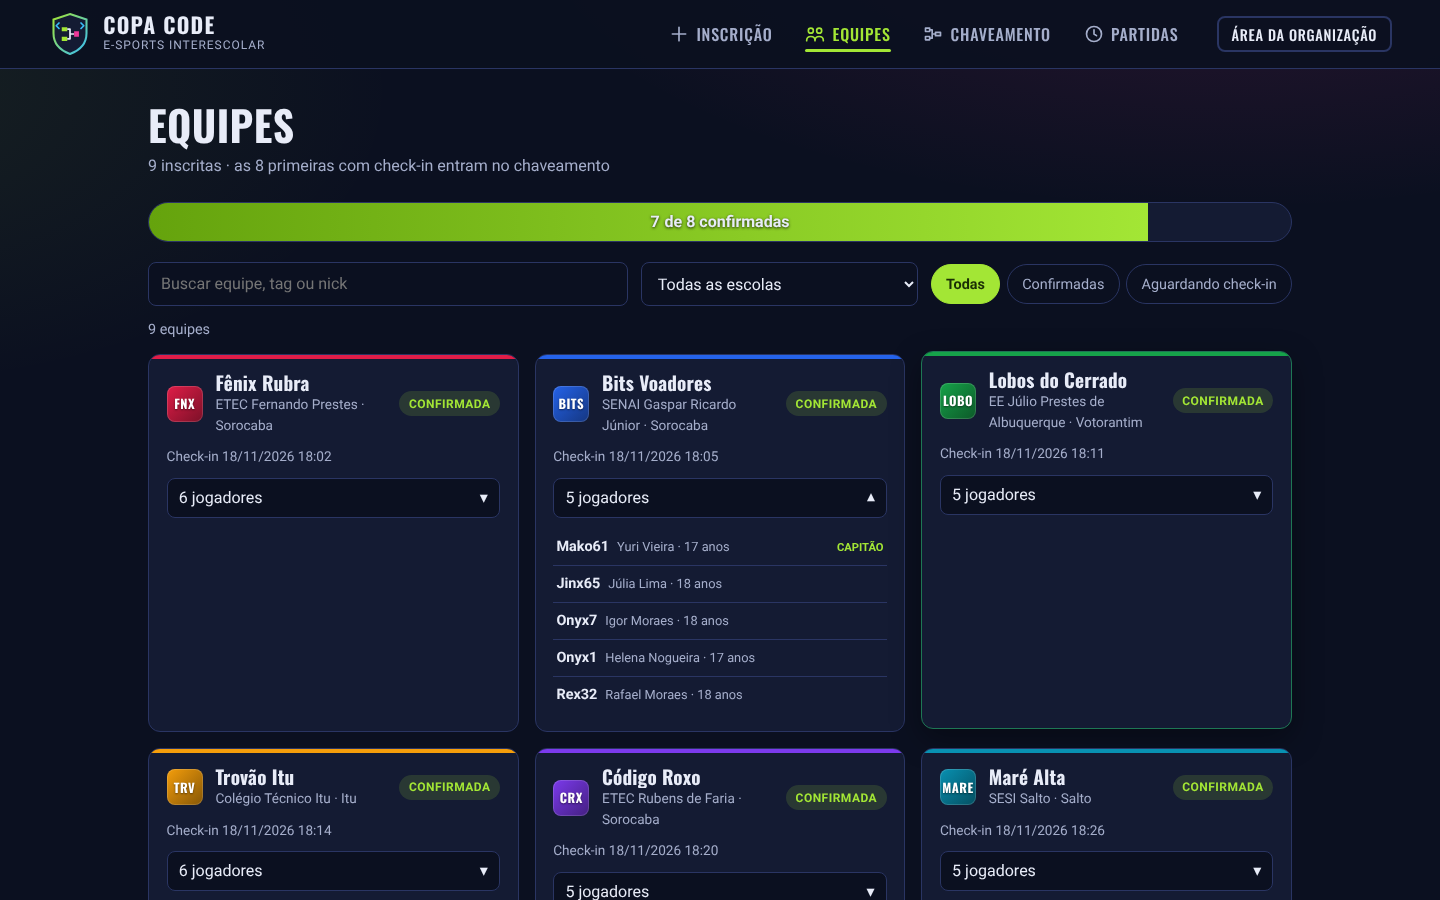 COPA CODE
E-SPORTS INTERESCOLAR
INSCRIÇÃO
EQUIPES
CHAVEAMENTO
PARTIDAS
ÁREA DA ORGANIZAÇÃO
EQUIPES
9 inscritas · as 8 primeiras com check-in entram no chaveamento
7 de 8 confirmadas
Buscar equipe, tag ou nick
Todas as escolas
Todas
Confirmadas
Aguardando check-in
9 equipes
FNX
Fênix Rubra
ETEC Fernando Prestes ·
Sorocaba
CONFIRMADA
Check-in 18/11/2026 18:02
6 jogadores
BITS
Bits Voadores
SENAI Gaspar Ricardo
Júnior · Sorocaba
CONFIRMADA
Check-in 18/11/2026 18:05
5 jogadores
Mako61 Yuri Vieira · 17 anos CAPITÃO
Jinx65 Júlia Lima · 18 anos
Onyx7 Igor Moraes · 18 anos
Onyx1 Helena Nogueira · 17 anos
Rex32 Rafael Moraes · 18 anos
LOBO
Lobos do Cerrado
EE Júlio Prestes de
Albuquerque · Votorantim
CONFIRMADA
Check-in 18/11/2026 18:11
5 jogadores
TRV
Trovão Itu
Colégio Técnico Itu · Itu
CONFIRMADA
Check-in 18/11/2026 18:14
6 jogadores
CRX
Código Roxo
ETEC Rubens de Faria ·
Sorocaba
CONFIRMADA
Check-in 18/11/2026 18:20
5 jogadores
MARE
Maré Alta
SESI Salto · Salto
CONFIRMADA
Check-in 18/11/2026 18:26
5 jogadores